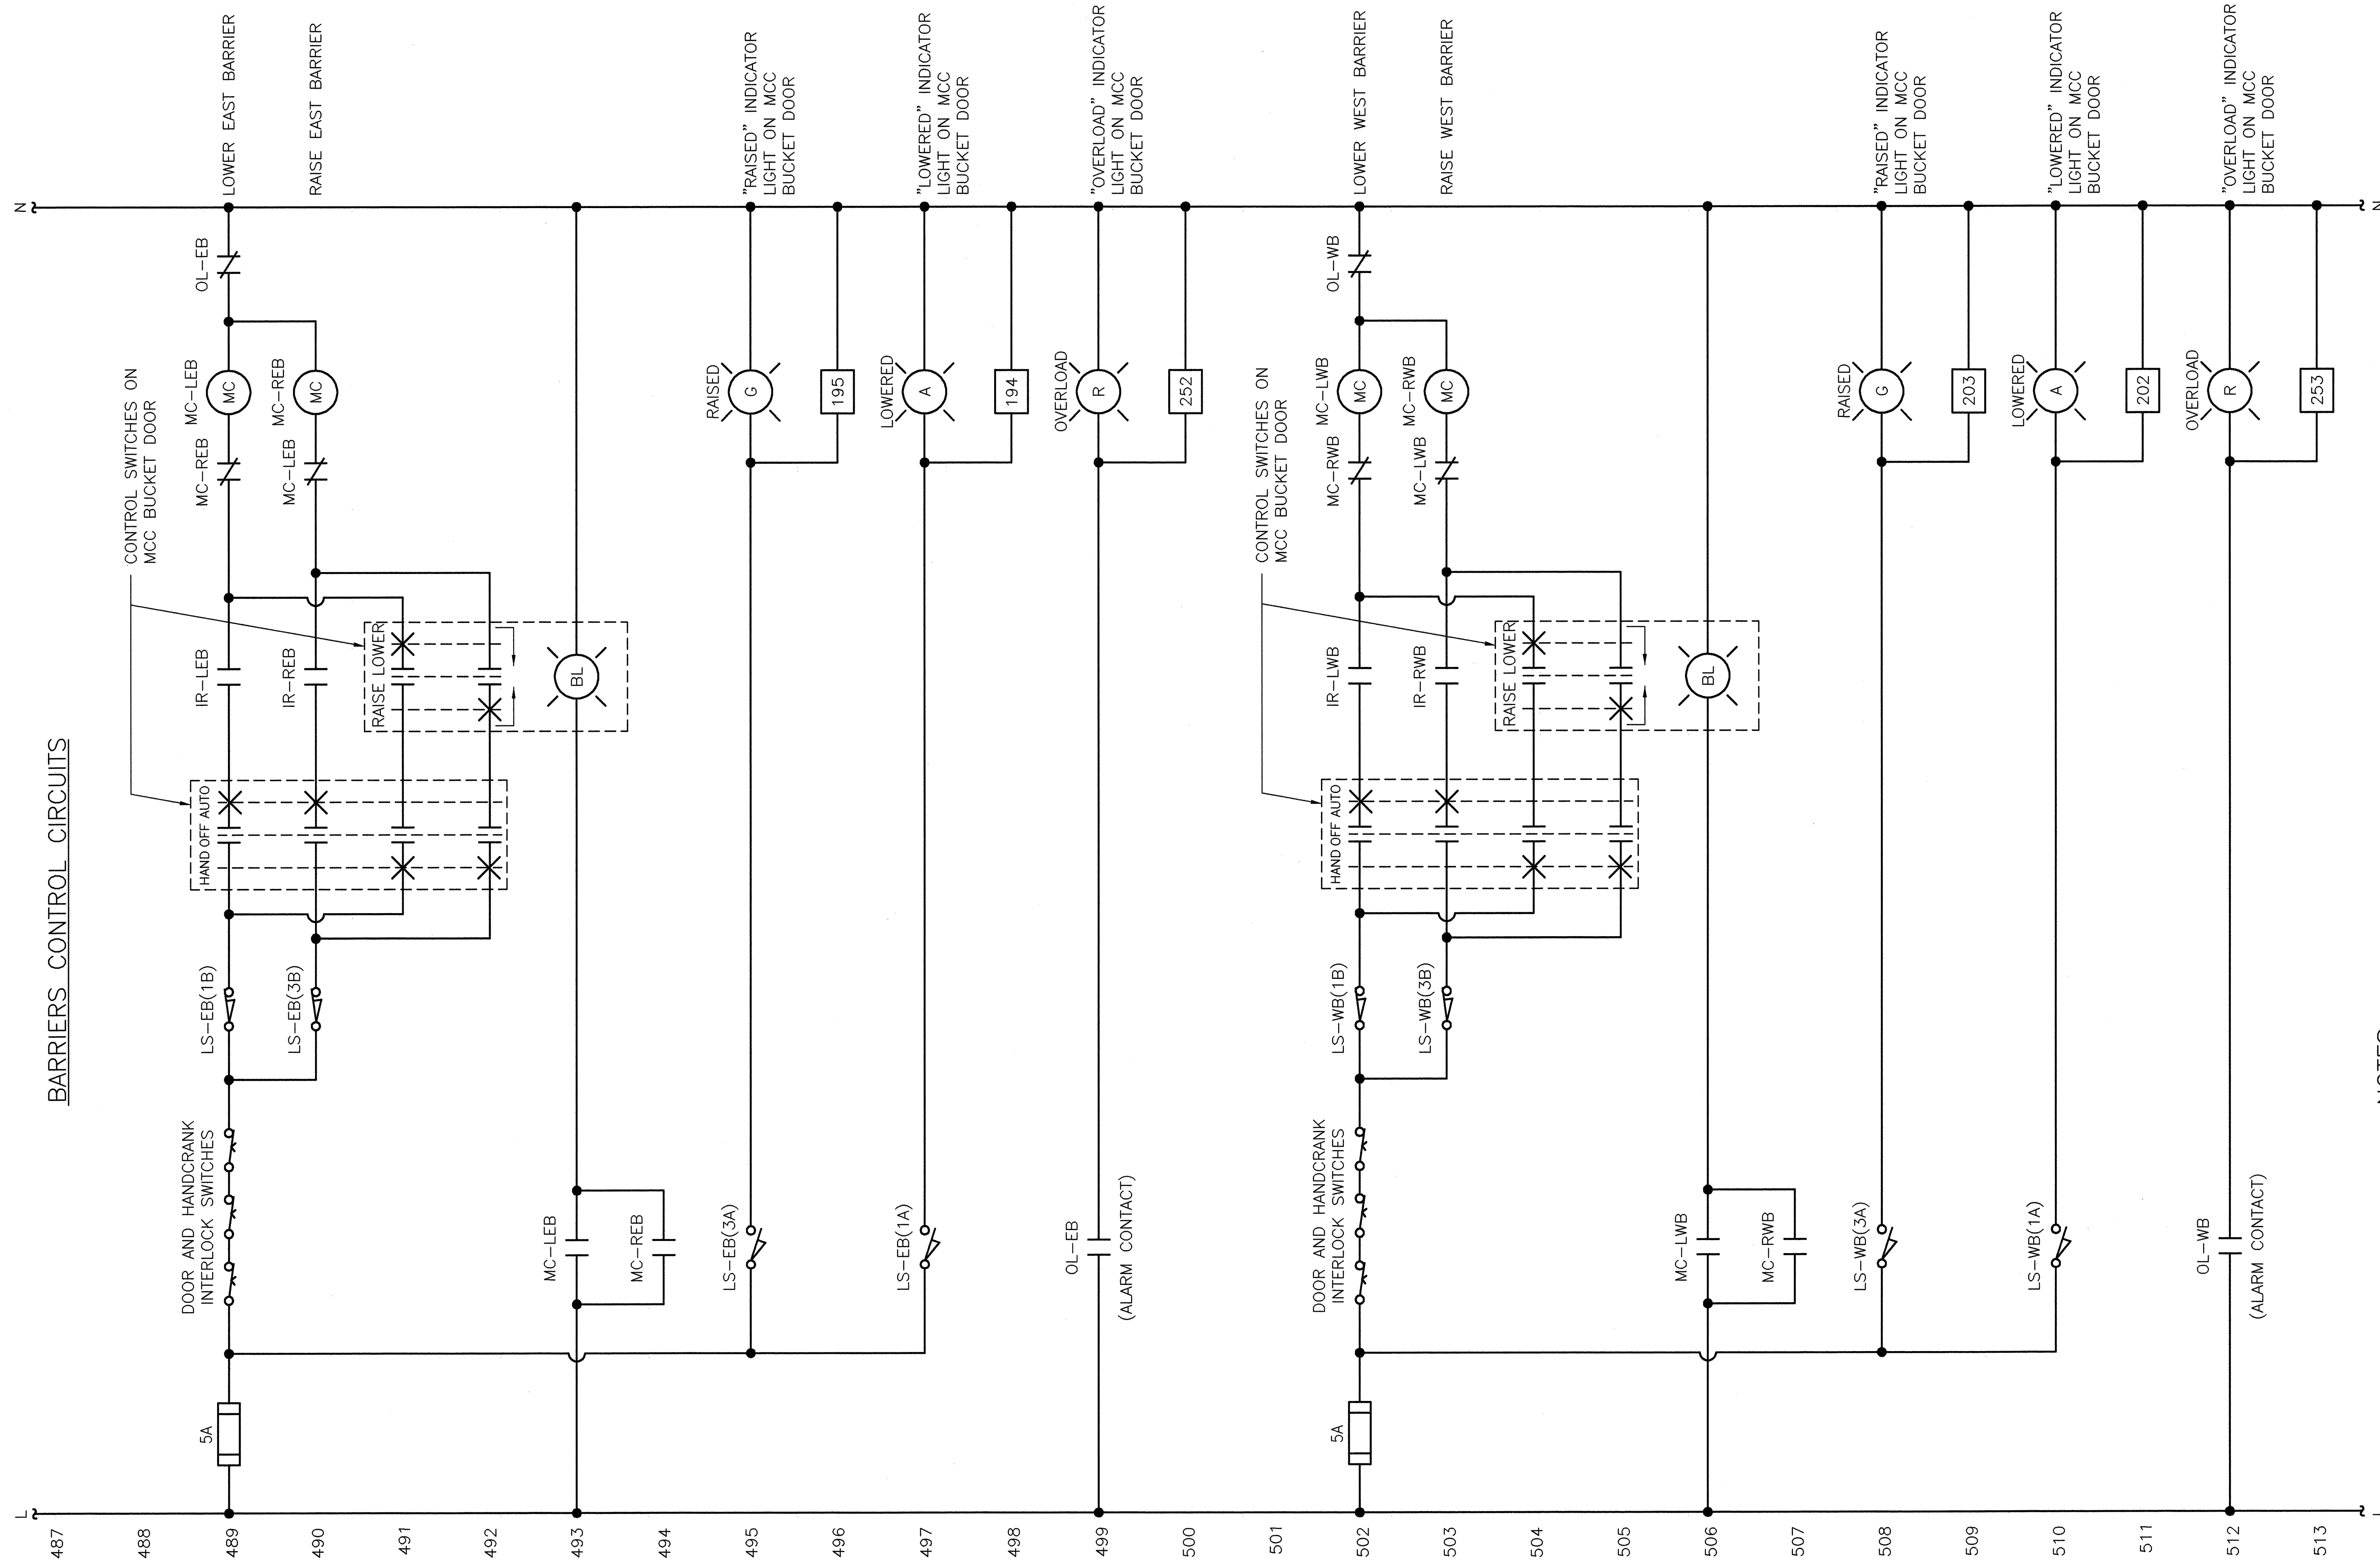 BARRIERS CONTROL CIRCUITS
L
N
487
488
CONTROL SWITCHES ON
MCC BUCKET DOOR
489
5A
DOOR AND HANDCRANK
INTERLOCK SWITCHES
LS-EB(1B)
HAND OFF AUTO
IR-LEB
MC-REB
MC-LEB
MC
OL-EB
LOWER EAST BARRIER
490
LS-EB(3B)
IR-REB
MC-LEB
MC-REB
MC
RAISE EAST BARRIER
491
RAISE LOWER
492
493
MC-LEB
BL
494
MC-REB
495
LS-EB(3A)
RAISED
G
"RAISED" INDICATOR
LIGHT ON MCC
BUCKET DOOR
496
195
497
LS-EB(1A)
LOWERED
A
"LOWERED" INDICATOR
LIGHT ON MCC
BUCKET DOOR
498
194
499
OL-EB
(ALARM CONTACT)
OVERLOAD
R
"OVERLOAD" INDICATOR
LIGHT ON MCC
BUCKET DOOR
500
252
501
CONTROL SWITCHES ON
MCC BUCKET DOOR
502
5A
DOOR AND HANDCRANK
INTERLOCK SWITCHES
LS-WB(1B)
HAND OFF AUTO
IR-LWB
MC-RWB
MC-LWB
MC
OL-WB
LOWER WEST BARRIER
503
LS-WB(3B)
IR-RWB
MC-LWB
MC-RWB
MC
RAISE WEST BARRIER
504
RAISE LOWER
505
506
MC-LWB
BL
507
MC-RWB
508
LS-WB(3A)
RAISED
G
"RAISED" INDICATOR
LIGHT ON MCC
BUCKET DOOR
509
203
510
LS-WB(1A)
LOWERED
A
"LOWERED" INDICATOR
LIGHT ON MCC
BUCKET DOOR
511
202
512
OL-WB
(ALARM CONTACT)
OVERLOAD
R
"OVERLOAD" INDICATOR
LIGHT ON MCC
BUCKET DOOR
513
253